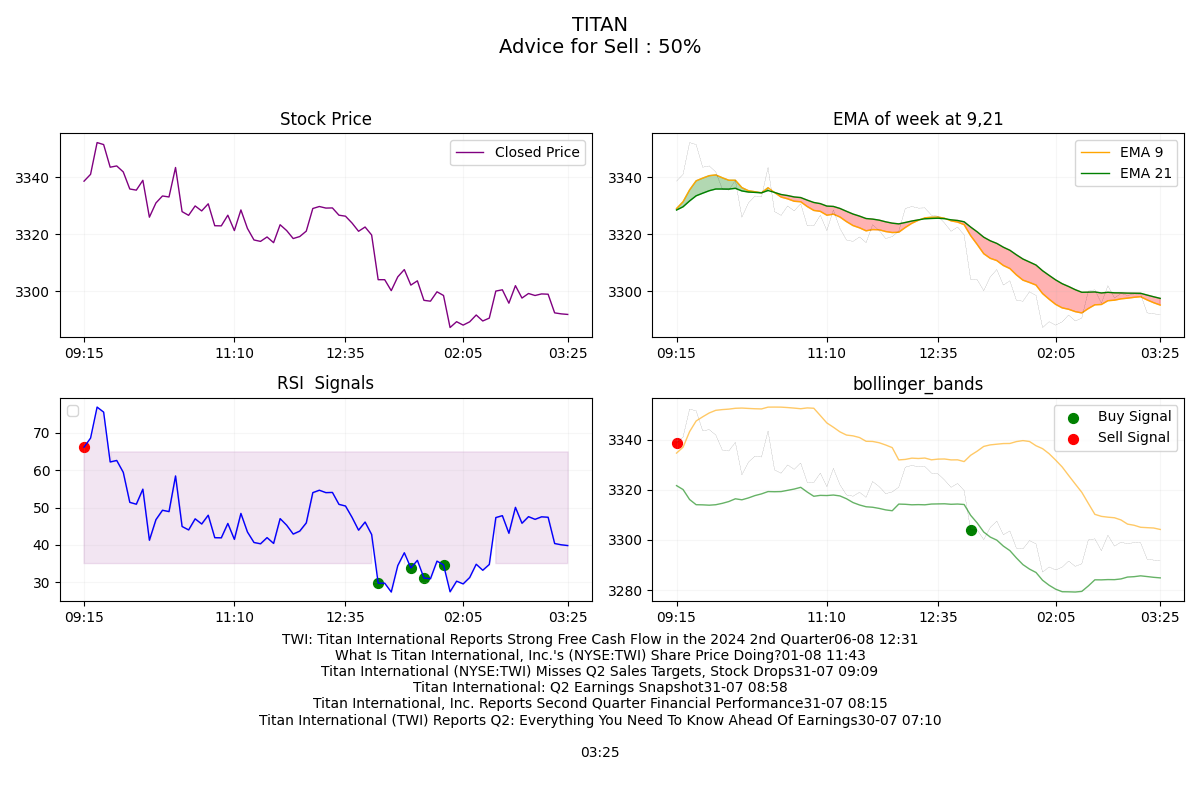 TITAN
Advice for Sell : 50%
Stock Price
Closed Price
3340
3320
3300
09:15 11:10 12:35 02:05 03:25
EMA of week at 9,21
EMA 9
EMA 21
3340
3320
3300
09:15 11:10 12:35 02:05 03:25
RSI  Signals
70
60
50
40
30
09:15 11:10 12:35 02:05 03:25
bollinger_bands
Buy Signal
Sell Signal
3340
3320
3300
3280
09:15 11:10 12:35 02:05 03:25
TWI: Titan International Reports Strong Free Cash Flow in the 2024 2nd Quarter06-08 12:31
What Is Titan International, Inc.'s (NYSE:TWI) Share Price Doing?01-08 11:43
Titan International (NYSE:TWI) Misses Q2 Sales Targets, Stock Drops31-07 09:09
Titan International: Q2 Earnings Snapshot31-07 08:58
Titan International, Inc. Reports Second Quarter Financial Performance31-07 08:15
Titan International (TWI) Reports Q2: Everything You Need To Know Ahead Of Earnings30-07 07:10
03:25